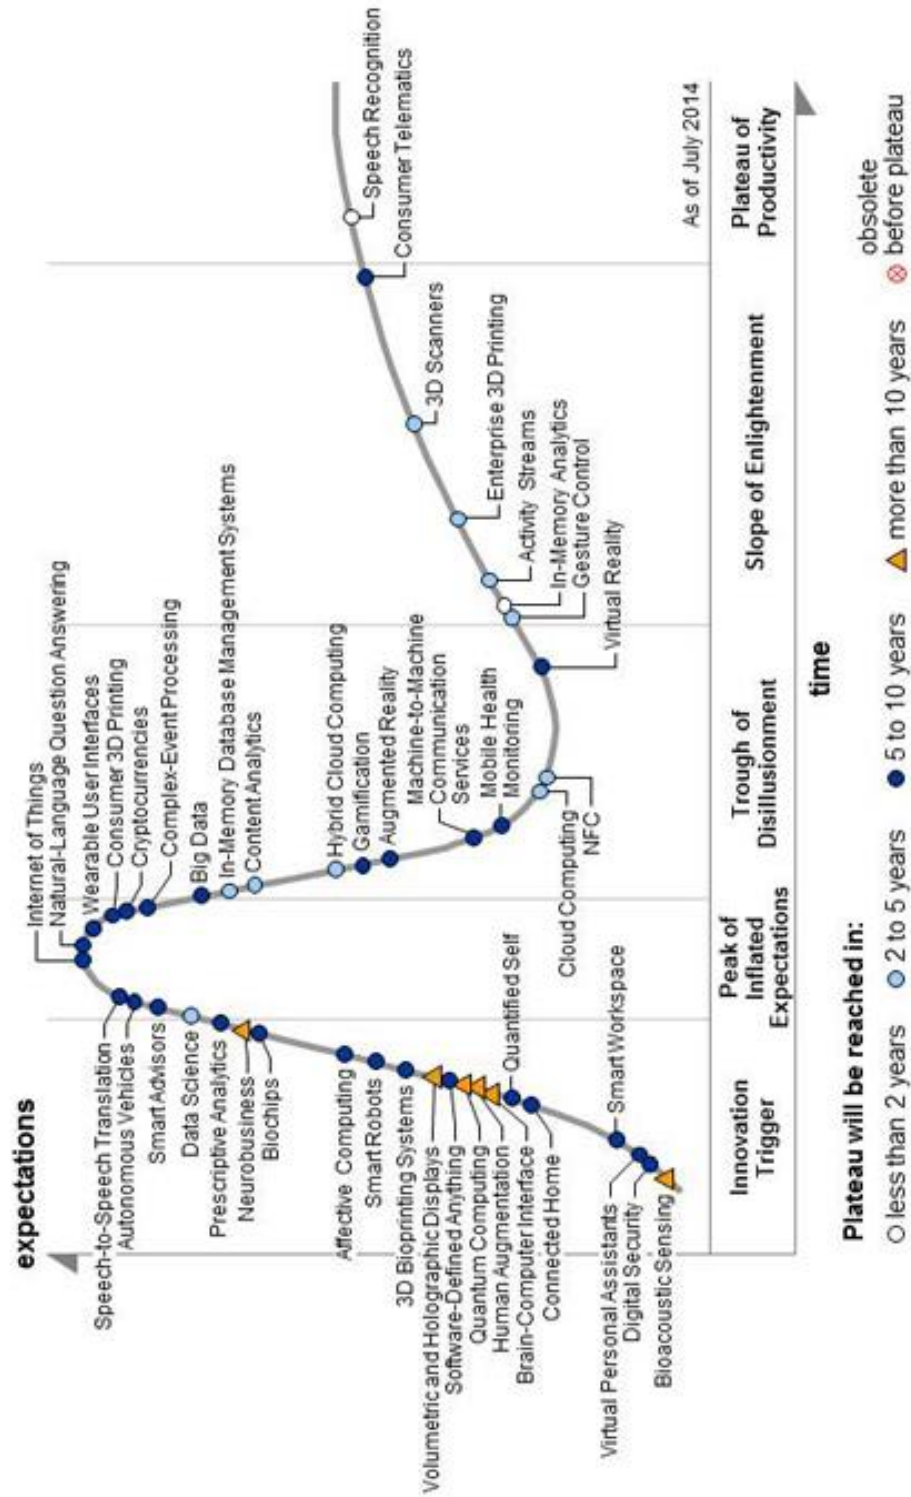 expectations
Internet of Things
Natural-Language Question Answering
Wearable User Interfaces
Consumer 3D Printing
Cryptocurrencies
Complex-Event Processing
Big Data
In-Memory Database Management Systems
Content Analytics
Hybrid Cloud Computing
Gamification
Augmented Reality
Machine-to-Machine
Communication
Services
Mobile Health
Monitoring
Speech-to-Speech Translation
Autonomous Vehicles
Smart Advisors
Data Science
Prescriptive Analytics
Neurobusiness
Biochips
Affective Computing
Smart Robots
3D Bioprinting Systems
Volumetric and Holographic Displays
Software-Defined Anything
Quantum Computing
Human Augmentation
Brain-Computer Interface
Connected Home
Quantified Self
Smart Workspace
Virtual Personal Assistants
Digital Security
Bioacoustic Sensing
Cloud Computing
NFC
Virtual Reality
Gesture Control
In-Memory Analytics
Activity Streams
Enterprise 3D Printing
3D Scanners
Consumer Telematics
Speech Recognition
As of July 2014
Innovation
Trigger
Peak of
Inflated
Expectations
Trough of
Disillusionment
Slope of Enlightenment
Plateau of
Productivity
time
Plateau will be reached in:
less than 2 years
2 to 5 years
5 to 10 years
more than 10 years
obsolete
before plateau